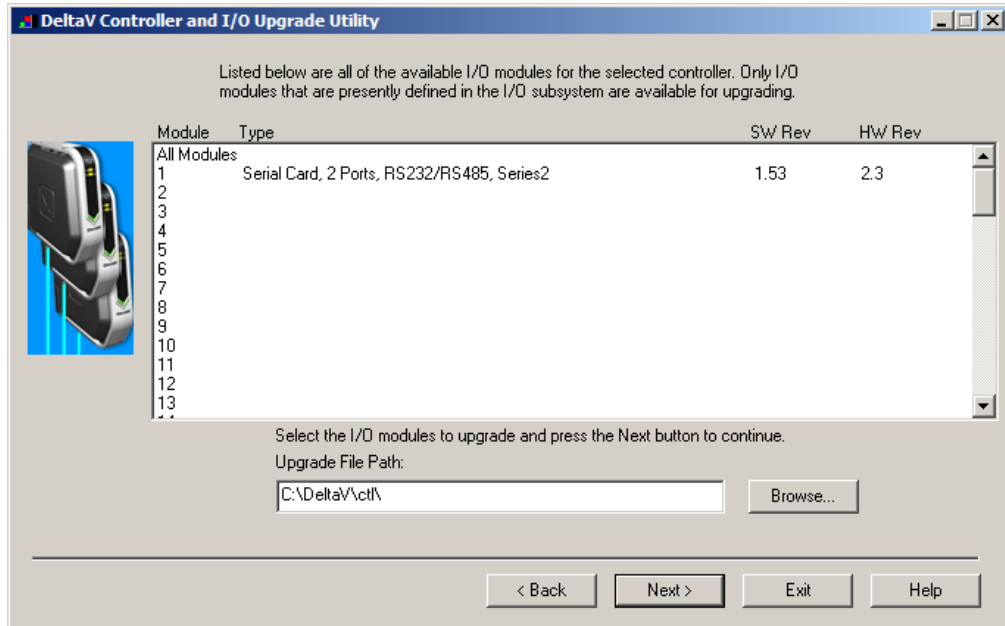 DeltaV Controller and I/O Upgrade Utility
Listed below are all of the available I/O modules for the selected controller. Only I/O
modules that are presently defined in the I/O subsystem are available for upgrading.
Module Type SW Rev HW Rev
All Modules
1 Serial Card, 2 Ports, RS232/RS485, Series2 1.53 2.3
2
3
4
5
6
7
8
9
10
11
12
13
Select the I/O modules to upgrade and press the Next button to continue.
Upgrade File Path:
C:\DeltaV\ctl\
Browse...
< Back Next > Exit Help